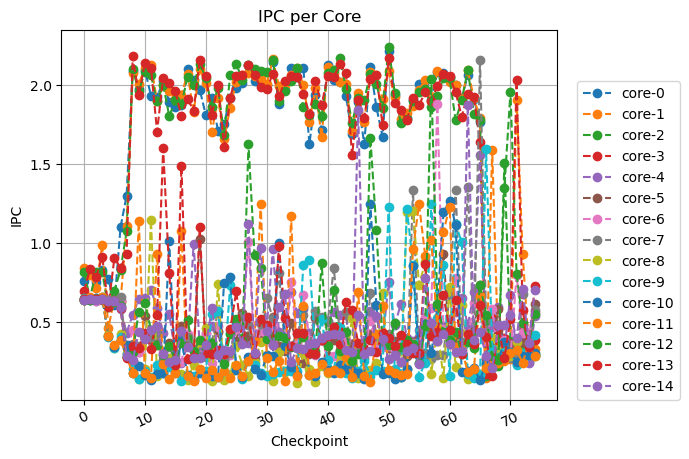 IPC per Core
IPC
2.0
1.5
1.0
0.5
0
10
20
30
40
50
60
70
Checkpoint
core-0
core-1
core-2
core-3
core-4
core-5
core-6
core-7
core-8
core-9
core-10
core-11
core-12
core-13
core-14